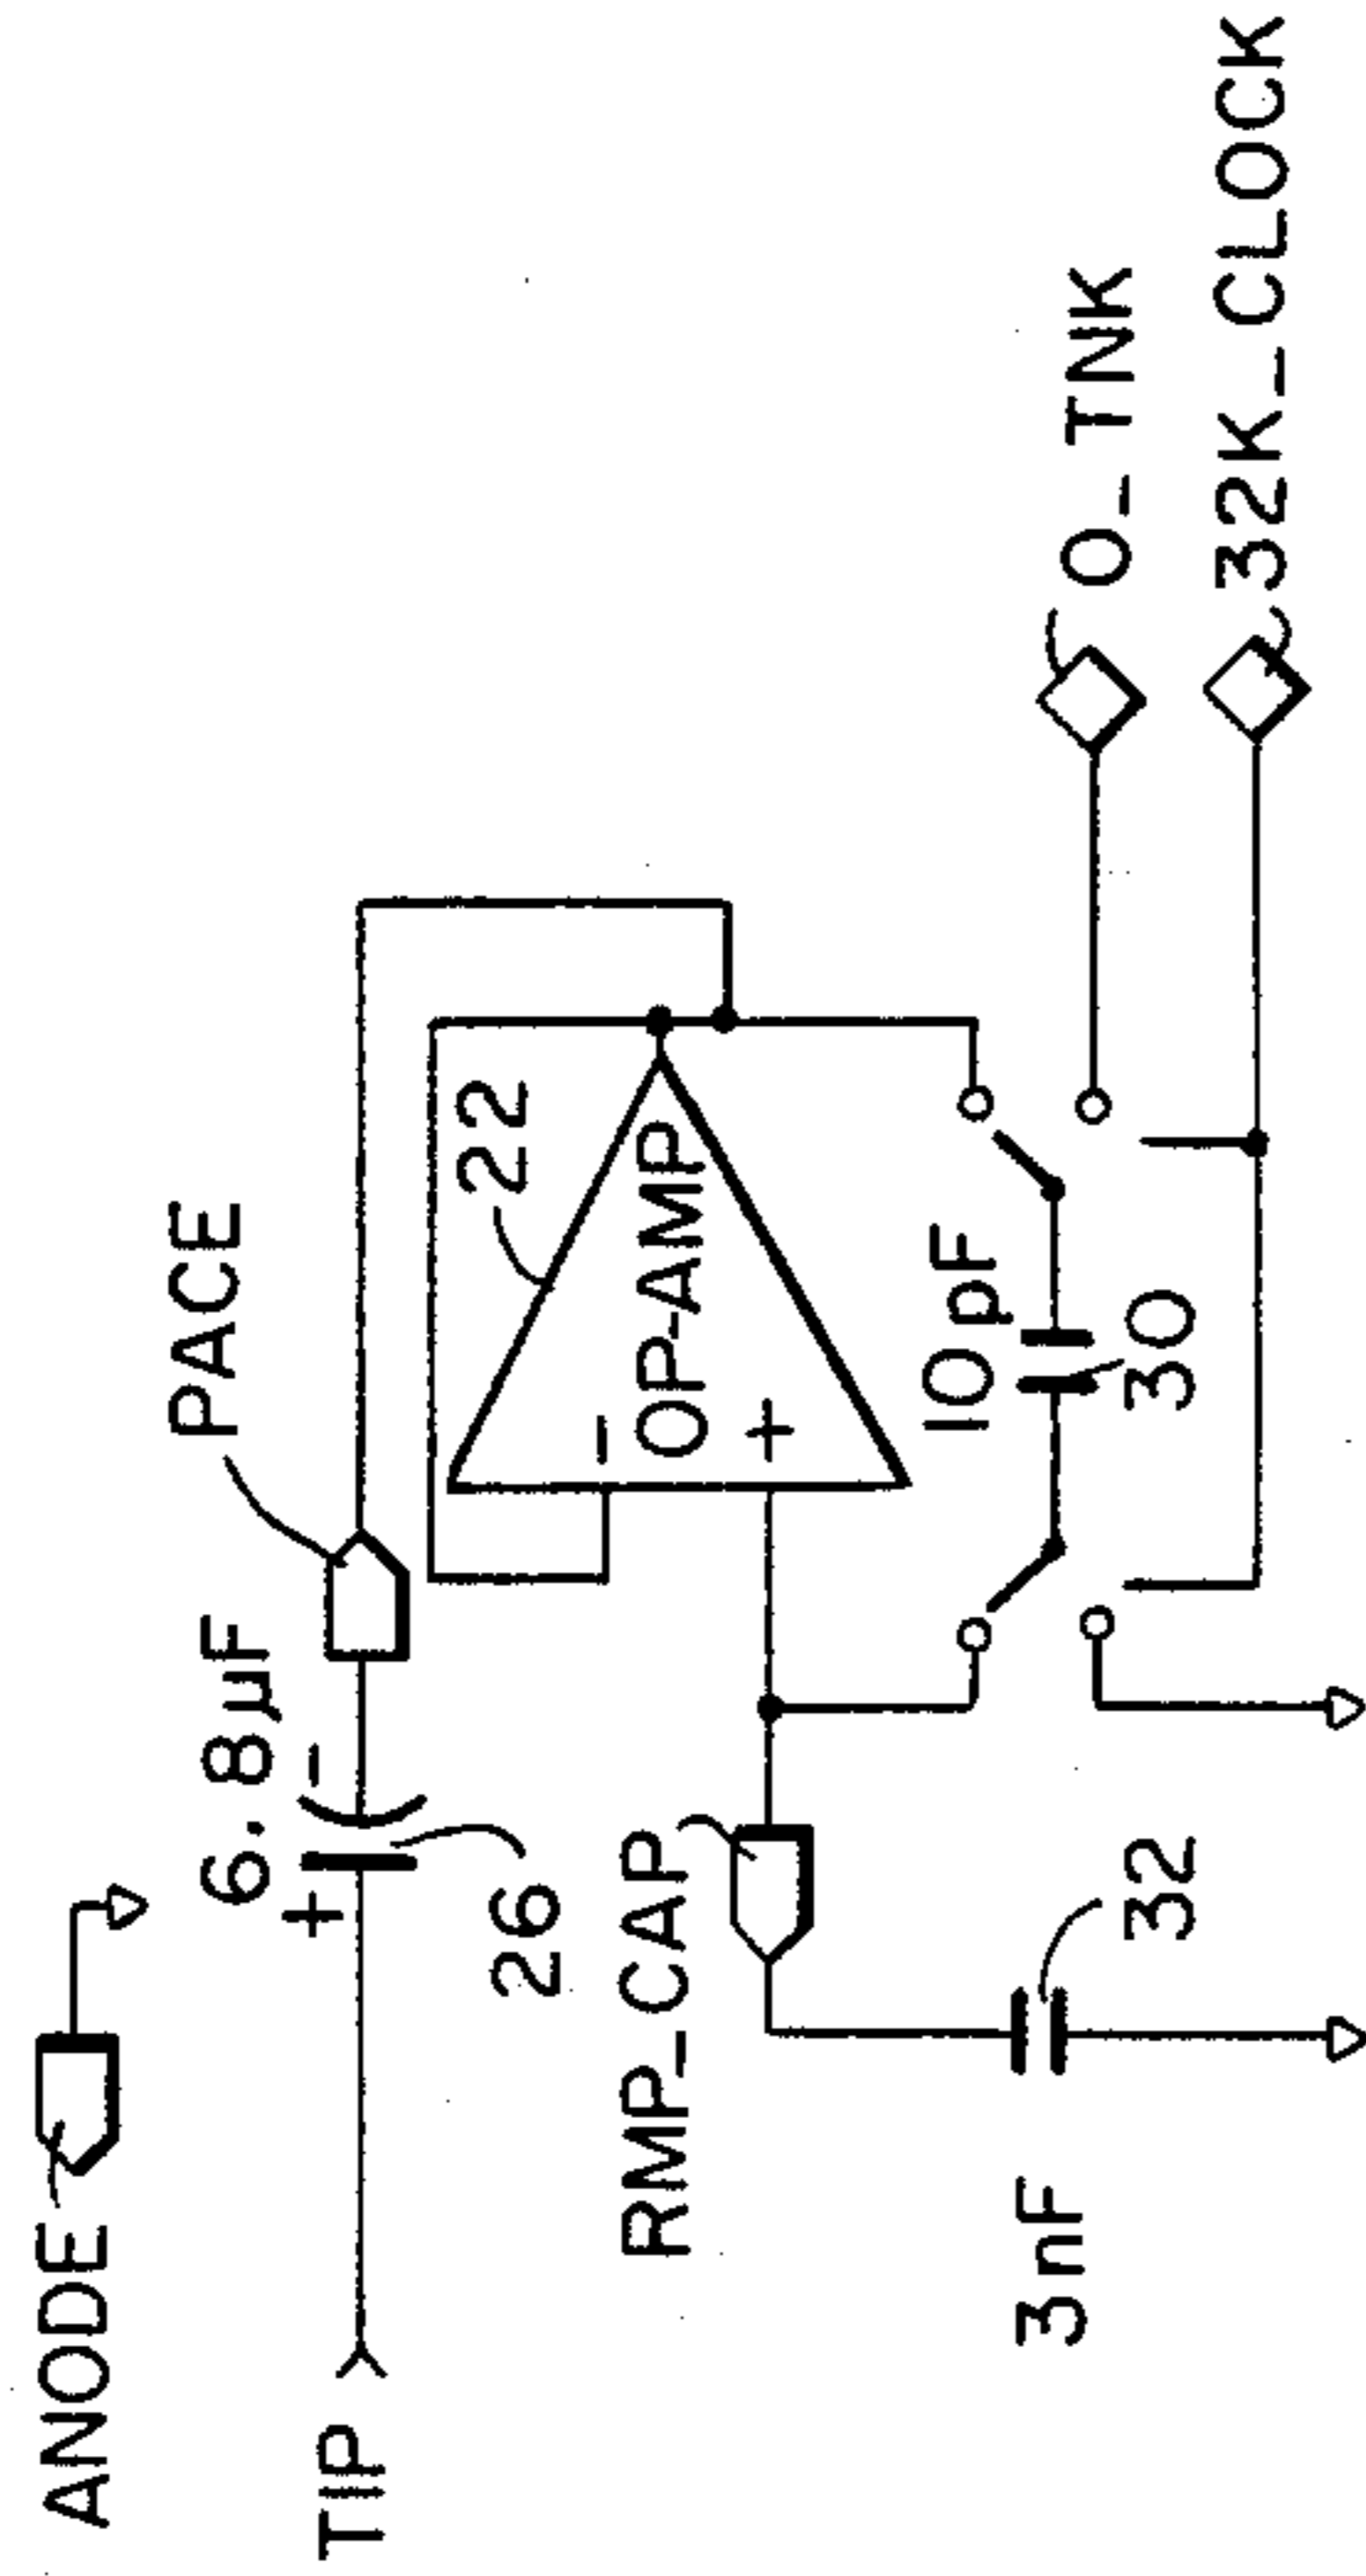 ANODE
6.8µF
PACE
+ -
TIP
26
22
-
OP-AMP
+
RMP_CAP
10pF
3nF
32
30
O_TNK
32K_CLOCK